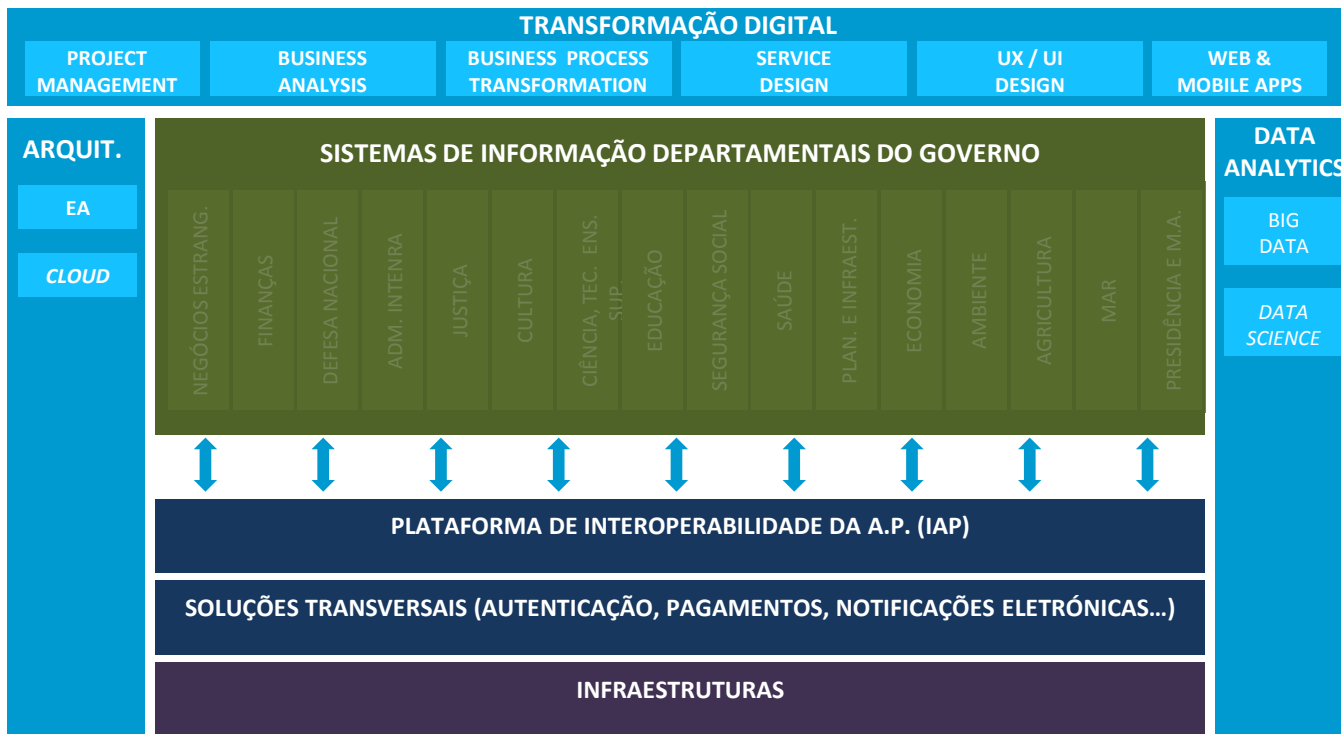 TRANSFORMAÇÃO DIGITAL
PROJECT
MANAGEMENT
BUSINESS
ANALYSIS
BUSINESS PROCESS
TRANSFORMATION
SERVICE
DESIGN
UX / UI
DESIGN
WEB &
MOBILE APPS
ARQUIT.
EA
CLOUD
SISTEMAS DE INFORMAÇÃO DEPARTAMENTAIS DO GOVERNO
NEGÓCIOS ESTRANG.
FINANÇAS
DEFESA NACIONAL
ADM. INTENRA
JUSTIÇA
CULTURA
CIÊNCIA, TEC. ENS.
SUP.
EDUCAÇÃO
SEGURANÇA SOCIAL
SAÚDE
PLAN. E INFRAEST.
ECONOMIA
AMBIENTE
AGRICULTURA
MAR
PRESIDÊNCIA E M.A.
PLATAFORMA DE INTEROPERABILIDADE DA A.P. (IAP)
SOLUÇÕES TRANSVERSAIS (AUTENTICAÇÃO, PAGAMENTOS, NOTIFICAÇÕES ELETRÓNICAS…)
INFRAESTRUTURAS
DATA
ANALYTICS
BIG
DATA
DATA
SCIENCE